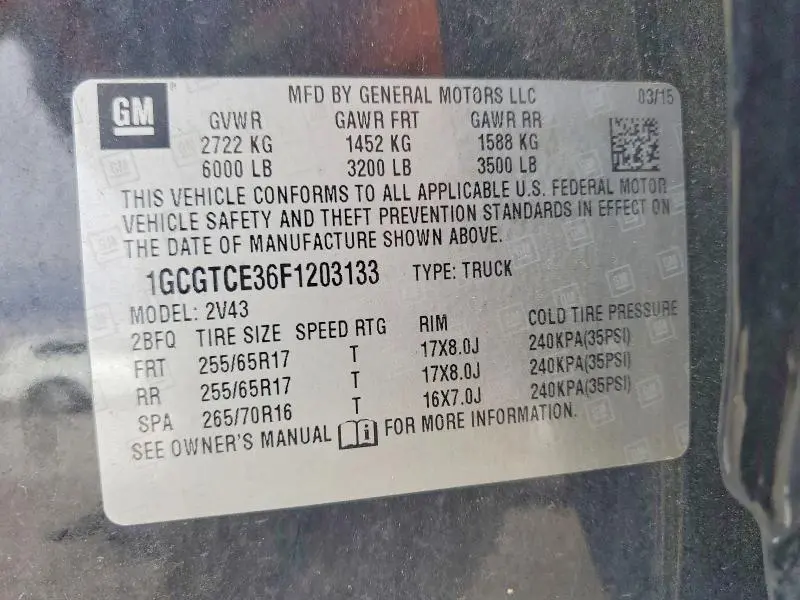 GM
MFD BY GENERAL MOTORS LLC 03/15
GVWR GAWR FRT GAWR RR
2722 KG 1452 KG 1588 KG
6000 LB 3200 LB 3500 LB
THIS VEHICLE CONFORMS TO ALL APPLICABLE U.S. FEDERAL MOTOR
VEHICLE SAFETY AND THEFT PREVENTION STANDARDS IN EFFECT ON
THE DATE OF MANUFACTURE SHOWN ABOVE.
1GCGTCE36F1203133 TYPE: TRUCK
MODEL: 2V43
2BFQ TIRE SIZE SPEED RTG RIM COLD TIRE PRESSURE
FRT 255/65R17 T 17X8.0J 240KPA(35PSI)
RR 255/65R17 T 17X8.0J 240KPA(35PSI)
SPA 265/70R16 T 16X7.0J 240KPA(35PSI)
SEE OWNER'S MANUAL i FOR MORE INFORMATION.